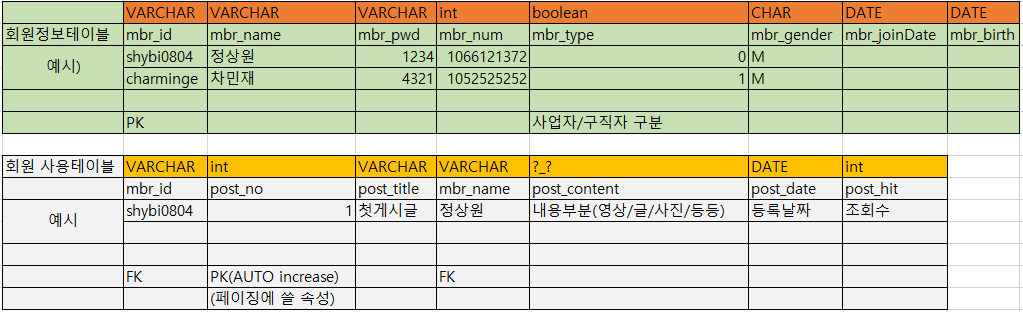 VARCHAR VARCHAR VARCHAR int boolean CHAR DATE DATE
회원정보테이블 mbr_id mbr_name mbr_pwd mbr_num mbr_type mbr_gender mbr_joinDate mbr_birth
예시) shybi0804 정상원 1234 1066121372 0 M
charminge 차민재 4321 1052525252 1 M
PK 사업자/구직자 구분
회원 사용테이블 VARCHAR int VARCHAR VARCHAR ?_? DATE int
mbr_id post_no post_title mbr_name post_content post_date post_hit
예시 shybi0804 1 첫게시글 정상원 내용부분(영상/글/사진/등등) 등록날짜 조회수
FK PK(AUTO increase) FK
(페이징에 쓸 속성)